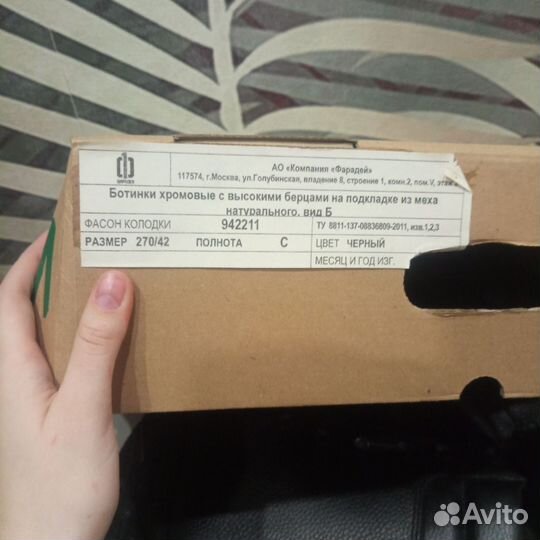 АО «Компания «Фарадей»
117574, г.Москва, ул.Голубинская, владение 8, строение 1, комн.2, пом.V, этаж
ФАРАДЕЙ
Ботинки хромовые с высокими берцами на подкладке из меха
натурального, вид Б
ФАСОН КОЛОДКИ 942211 ТУ 8811-137-08836809-2011, изв.1,2,3
РАЗМЕР 270/42 ПОЛНОТА С ЦВЕТ ЧЕРНЫЙ
МЕСЯЦ И ГОД ИЗГ.
Avito